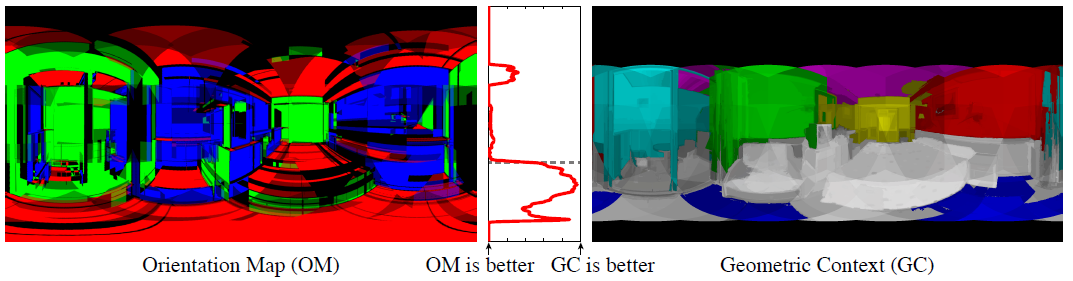 Orientation Map (OM) OM is better GC is better Geometric Context (GC)